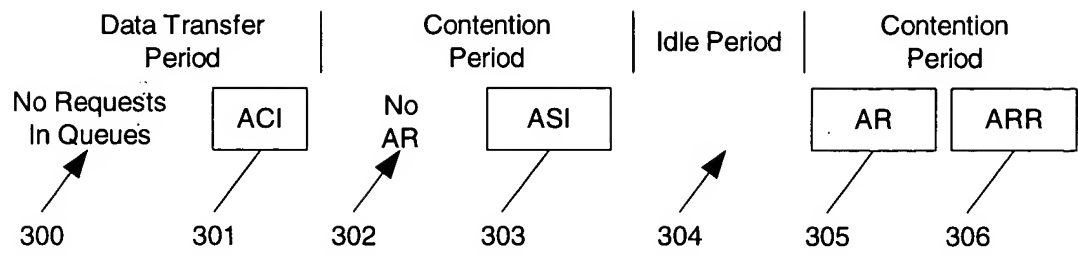 Data Transfer
Period
Contention
Period
Idle Period
Contention
Period
No Requests
In Queues
ACI
No
AR
ASI
AR
ARR
300
301
302
303
304
305
306